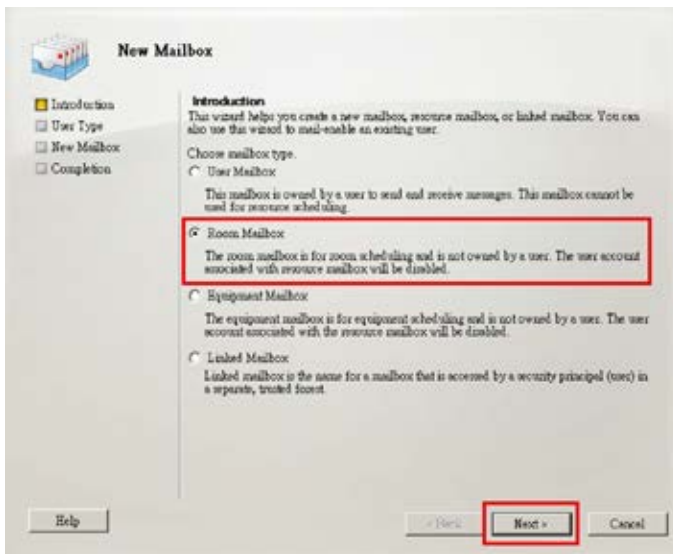 New Mailbox
Introduction
User Type
New Mailbox
Completion
Introduction
This wizard helps you create a new mailbox, resource mailbox, or linked mailbox. You can
also use this wizard to mail-enable an existing user.
Choose mailbox type.
User Mailbox
This mailbox is owned by a user to send and receive messages. This mailbox cannot be
used for resource scheduling.
Room Mailbox
The room mailbox is for room scheduling and is not owned by a user. The user account
associated with resource mailbox will be disabled.
Equipment Mailbox
The equipment mailbox is for equipment scheduling and is not owned by a user. The user
account associated with the resource mailbox will be disabled.
Linked Mailbox
Linked mailbox is the name for a mailbox that is accessed by a security principal (user) in
a separate, trusted forest.
Help
< Back
Next >
Cancel